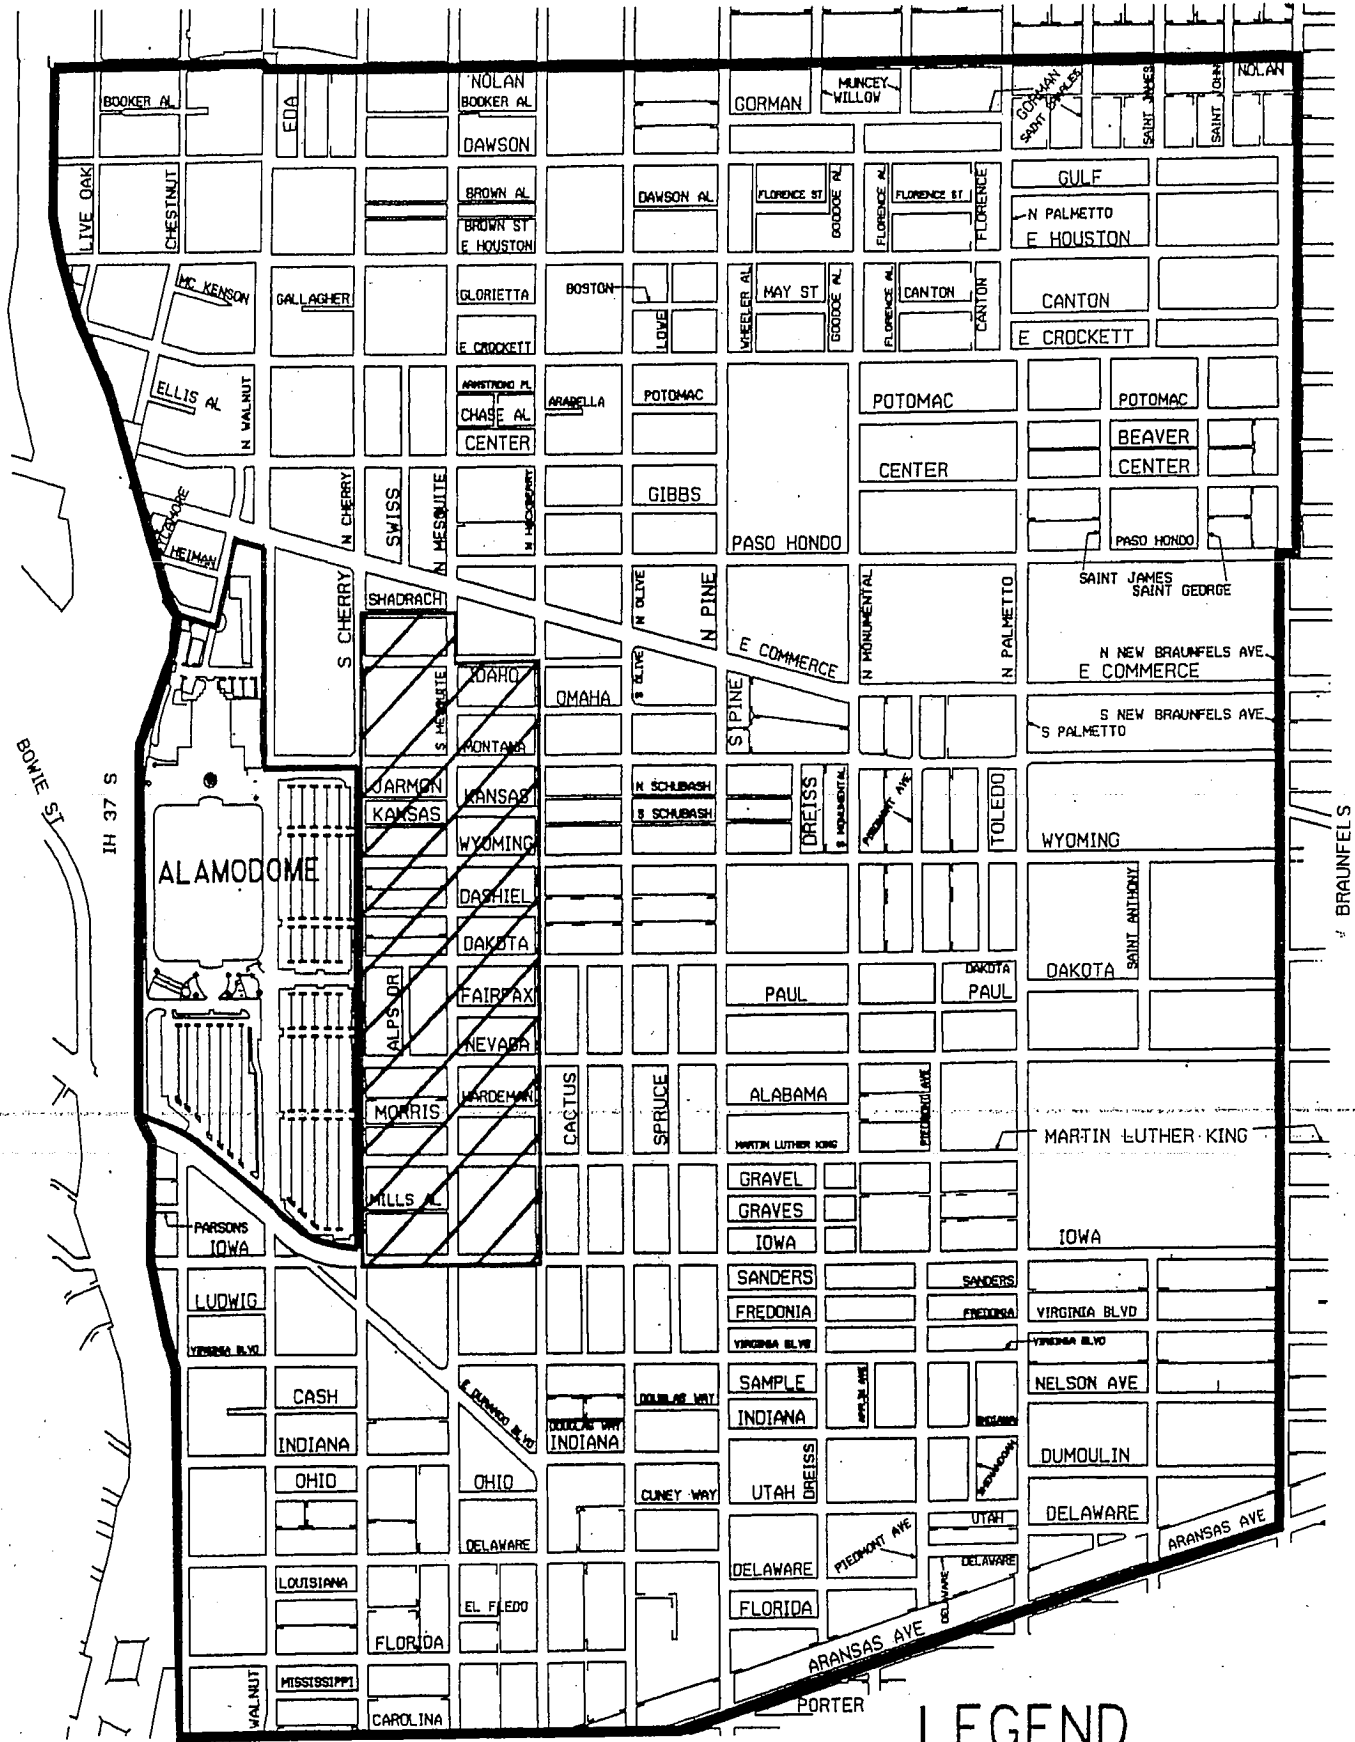 NOLAN
BOOKER AL
EDA
BOOKER AL
GORMAN
MUNCEY
WILLOW
GORMAN
SAINT CHARLES
SAINT JAMES
SAINT JOHN
NOLAN
DAWSON
LIVE OAK
CHESTNUT
BROWN AL
BROWN ST
E HOUSTON
DAWSON AL
FLORENCE ST
GOODOE AL
FLORENCE AL
FLORENCE ST
FLORENCE
GULF
N PALMETTO
E HOUSTON
MC KENSON
GALLAGHER
GLORIETTA
BOSTON
LOWE
WHEELER AL
MAY ST
GOODOE AL
FLORENCE AL
CANTON
CANTON
CANTON
E CROCKETT
E CROCKETT
ELLIS AL
N WALNUT
ARMSTRONG PL
CHASE AL
CENTER
ARABELLA
POTOMAC
POTOMAC
POTOMAC
BEAVER
CENTER
CENTER
SYCAMORE
HEIMAN
N CHERRY
SWISS
N MESQUITE
N HACKBERRY
GIBBS
PASO HONDO
PASO HONDO
SAINT JAMES
SAINT GEORGE
S CHERRY
SHADRACH
N OLIVE
N PINE
E COMMERCE
N MONUMENTAL
N PALMETTO
N NEW BRAUNFELS AVE
E COMMERCE
S MESQUITE
IDAHO
OMAHA
S OLIVE
S PINE
S NEW BRAUNFELS AVE
S PALMETTO
MONTANA
BOWIE ST
IH 37 S
JARMON
KANSAS
KANSAS
N SCHUBASH
S SCHUBASH
DREISS
S MONUMENTAL
PIEDMONT AVE
TOLEDO
WYOMING
WYOMING
BRAUNFELS
ALAMODOME
DASHIEL
DAKOTA
SAINT ANTHONY
DAKOTA
DAKOTA
PAUL
PAUL
ALPS DR
FAIRPAX
NEVADA
HARDEMAN
MORRIS
CACTUS
SPRUCE
ALABAMA
PIEDMONT AVE
MARTIN LUTHER KING
MARTIN LUTHER KING
MILLS AL
GRAVEL
GRAVES
IOWA
IOWA
PARSONS
IOWA
SANDERS
SANDERS
LUDWIG
FREDONIA
FREDONIA
VIRGINIA BLVD
VIRGINIA BLVD
VIRGINIA BLVD
VIRGINIA BLVD
CASH
E DURANGO BLVD
DOUGLAS WAY
SAMPLE
NELSON AVE
INDIANA
DOUGLAS WAY
INDIANA
INDIANA
INDIANA
DUMOULIN
OHIO
OHIO
CUNEY WAY
UTAH
DREISS
SHENANDOAH
DELAWARE
UTAH
ARANSAS AVE
DELAWARE
DELAWARE
PIEDMONT AVE
DELAWARE
DELAWARE
LOUISIANA
EL FLEDO
FLORIDA
FLORIDA
ARANSAS AVE
WALNUT
MISSISSIPPI
CAROLINA
PORTER
LEGEND